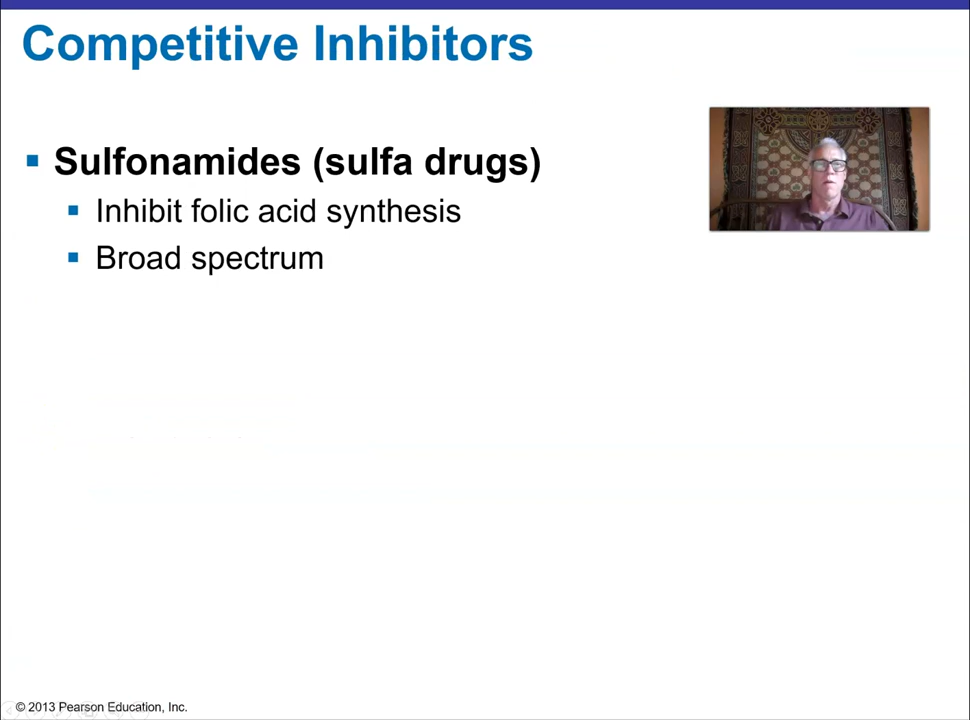 Competitive Inhibitors
▪ Sulfonamides (sulfa drugs)
▪ Inhibit folic acid synthesis
▪ Broad spectrum
© 2013 Pearson Education, Inc.